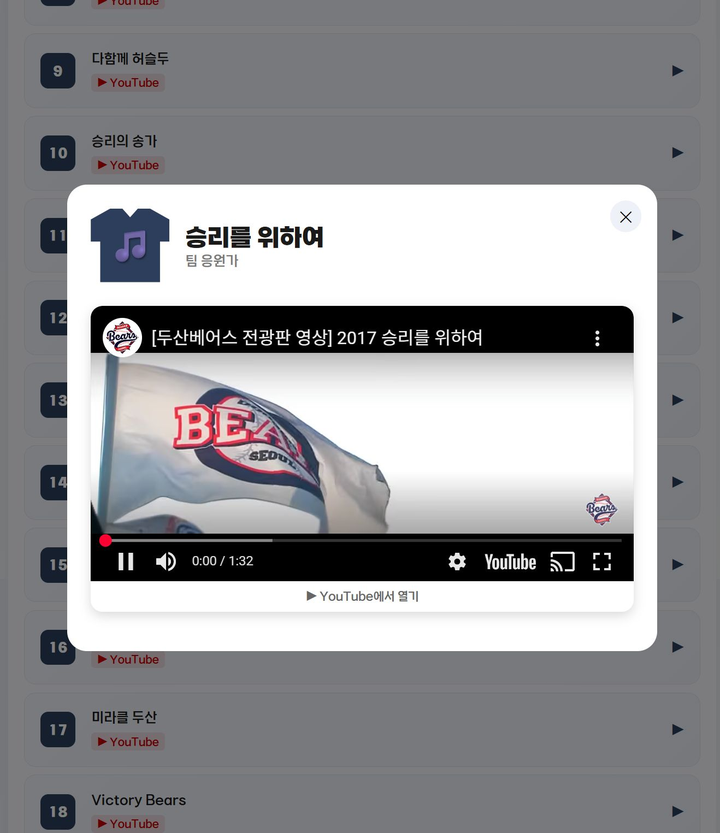 ▶ YouTube
9
다함께 허슬두
▶ YouTube
10
승리의 송가
▶ YouTube
11
12
13
14
15
16
▶ YouTube
17
미라클 두산
▶ YouTube
18
Victory Bears
▶ YouTube
승리를 위하여
팀 응원가
Bears
[두산베어스 전광판 영상] 2017 승리를 위하여
SEOUL
Bears
0:00 / 1:32
YouTube
▶ YouTube에서 열기